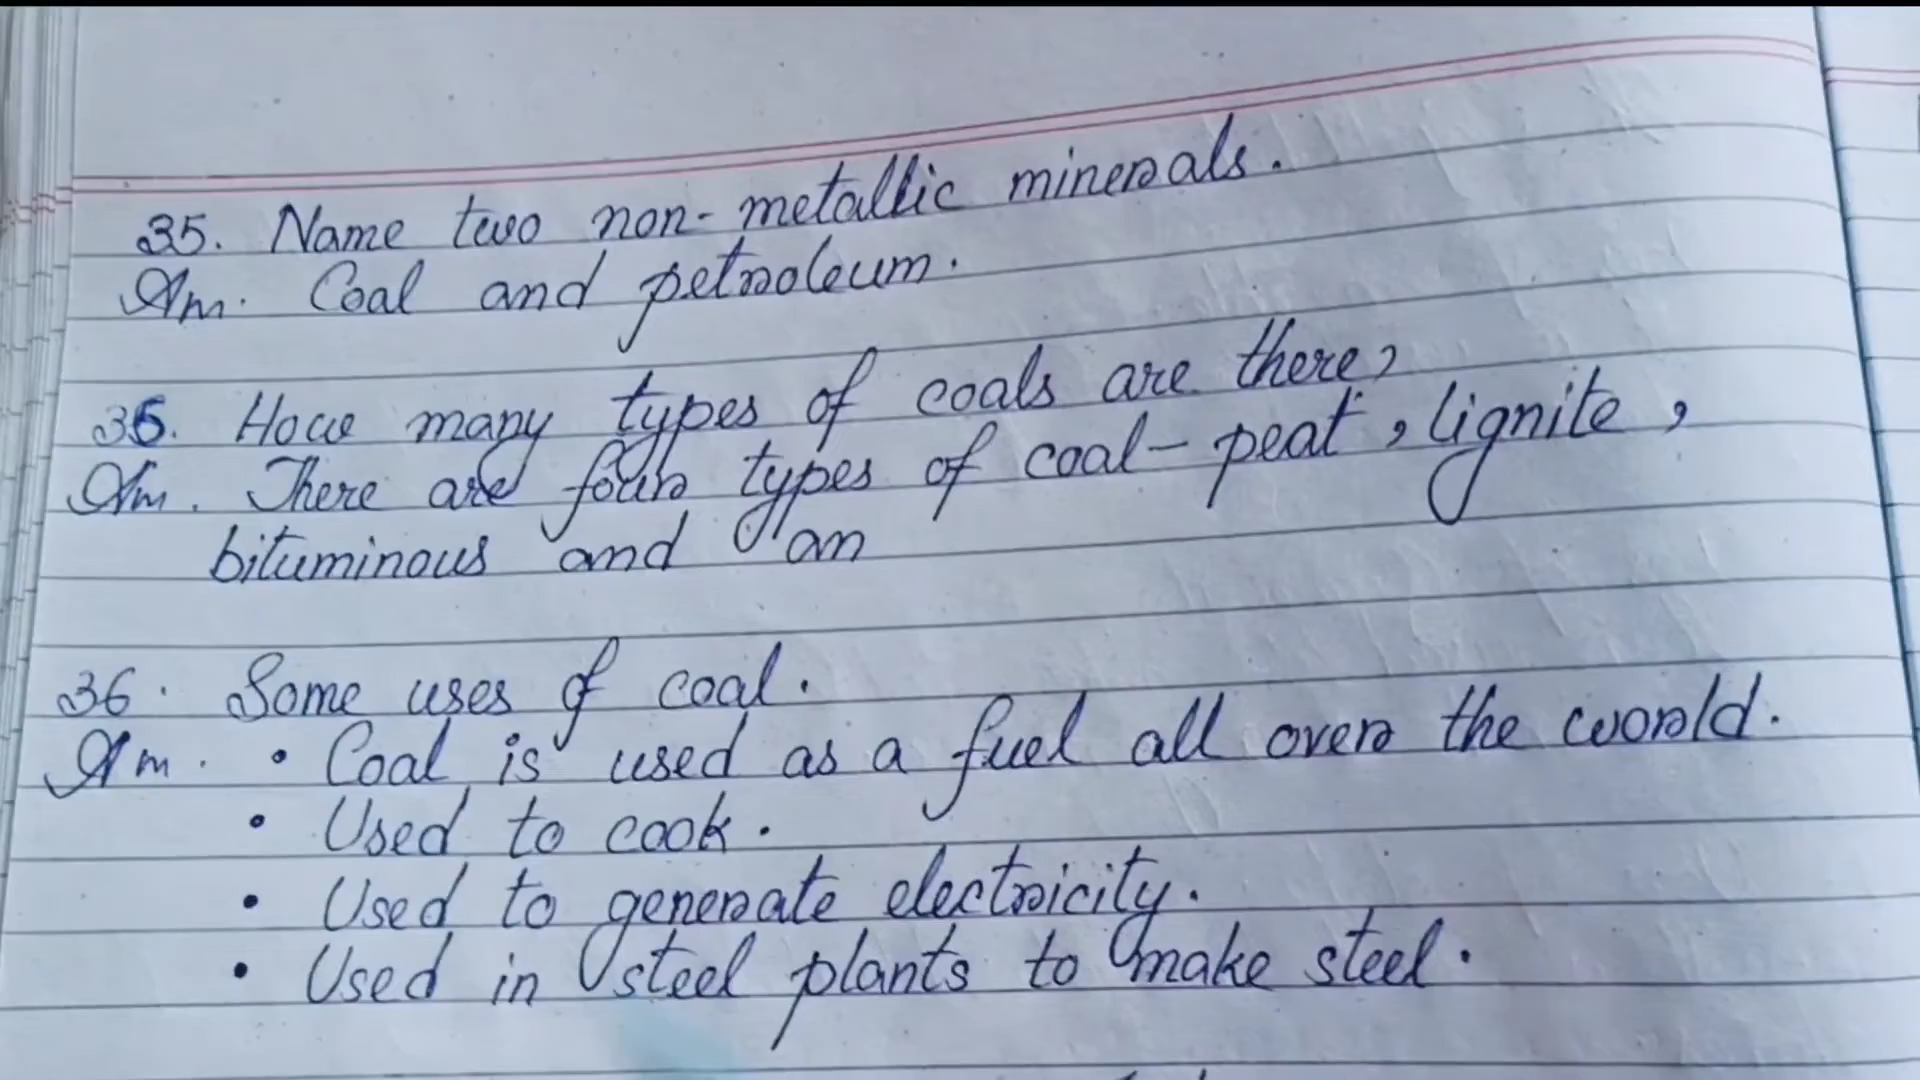 35. Name two non-metallic minerals.
Ans. Coal and petroleum.
36. How many types of coals are there?
Ans. There are four types of coal - peat, lignite,
bituminous and an
36. Some uses of coal.
Ans. • Coal is used as a fuel all over the world.
• Used to cook.
• Used to generate electricity.
• Used in steel plants to make steel.